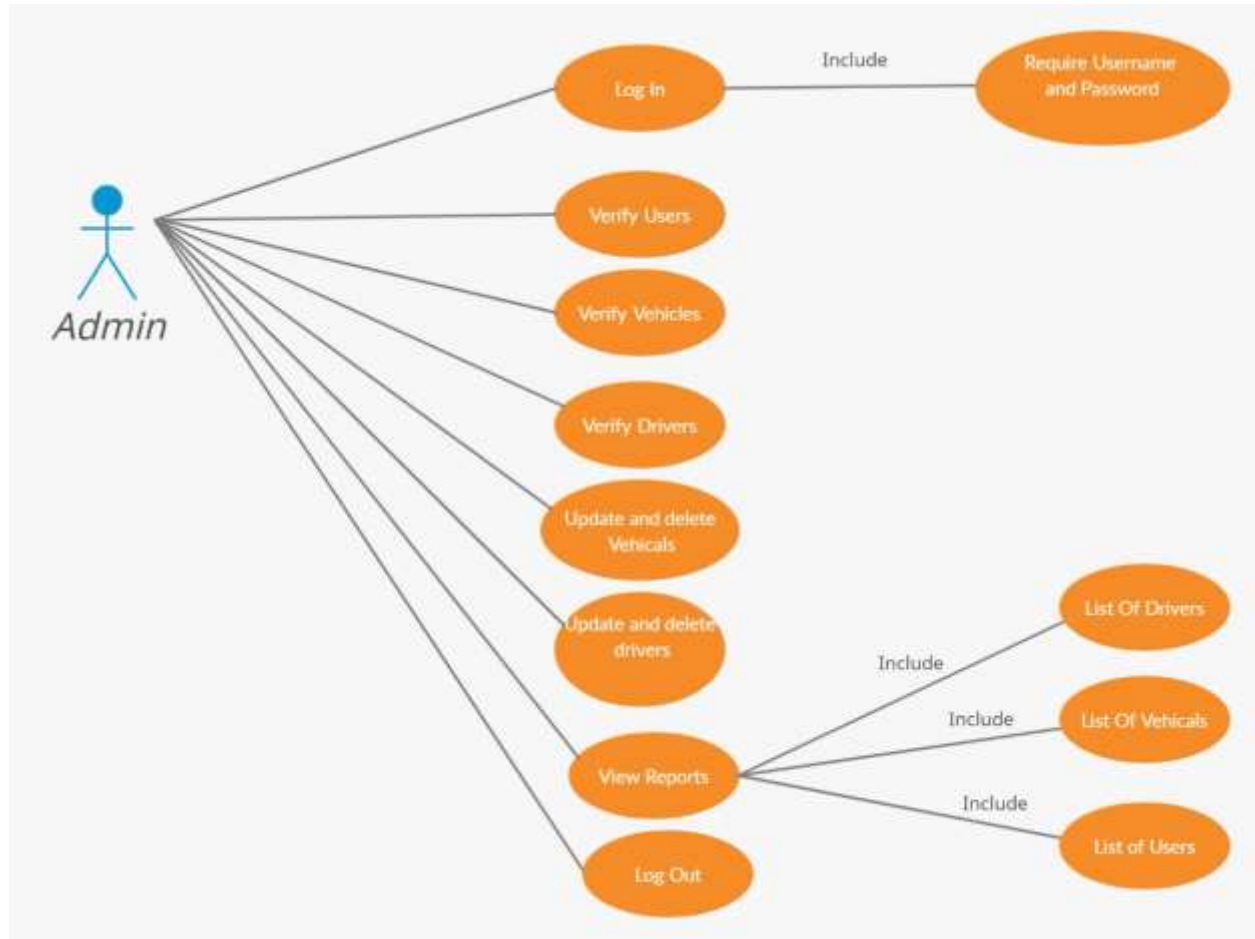 Log In
Include
Require Username
and Password
Verify Users
Verify Vehicles
Admin
Verify Drivers
Update and delete
Vehicals
Update and delete
drivers
List Of Drivers
Include
Include
List Of Vehicals
View Reports
Include
List of Users
Log Out